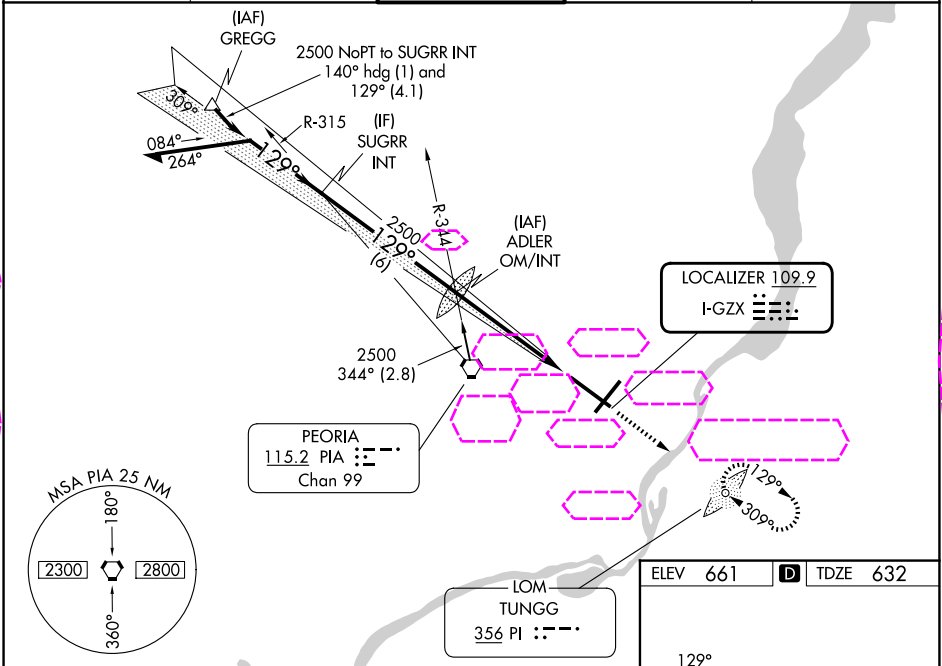 (IAF)
GREGG
2500 NoPT to SUGRR INT
140° hdg (1) and
129° (4.1)
309°
R-315
(IF)
SUGRR
INT
084°
264°
129°
R-344
2500
129°
(6)
(IAF)
ADLER
OM/INT
LOCALIZER 109.9
I-GZX
2500
344° (2.8)
PEORIA
115.2 PIA
Chan 99
MSA PIA 25 NM
180°
2300
2800
360°
129°
309°
LOM
TUNGG
356 PI
ELEV 661 D TDZE 632
129°